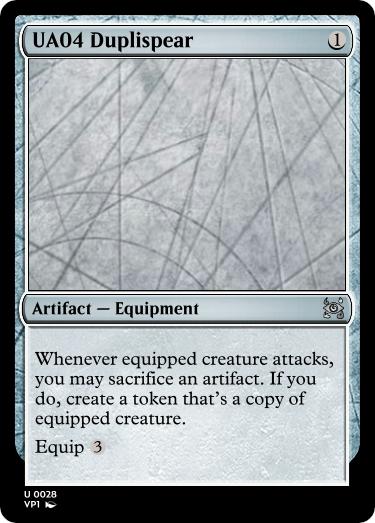 UA04 Duplispear 1
Artifact — Equipment
Whenever equipped creature attacks,
you may sacrifice an artifact. If you
do, create a token that's a copy of
equipped creature.
Equip 3
U 0028
VP1